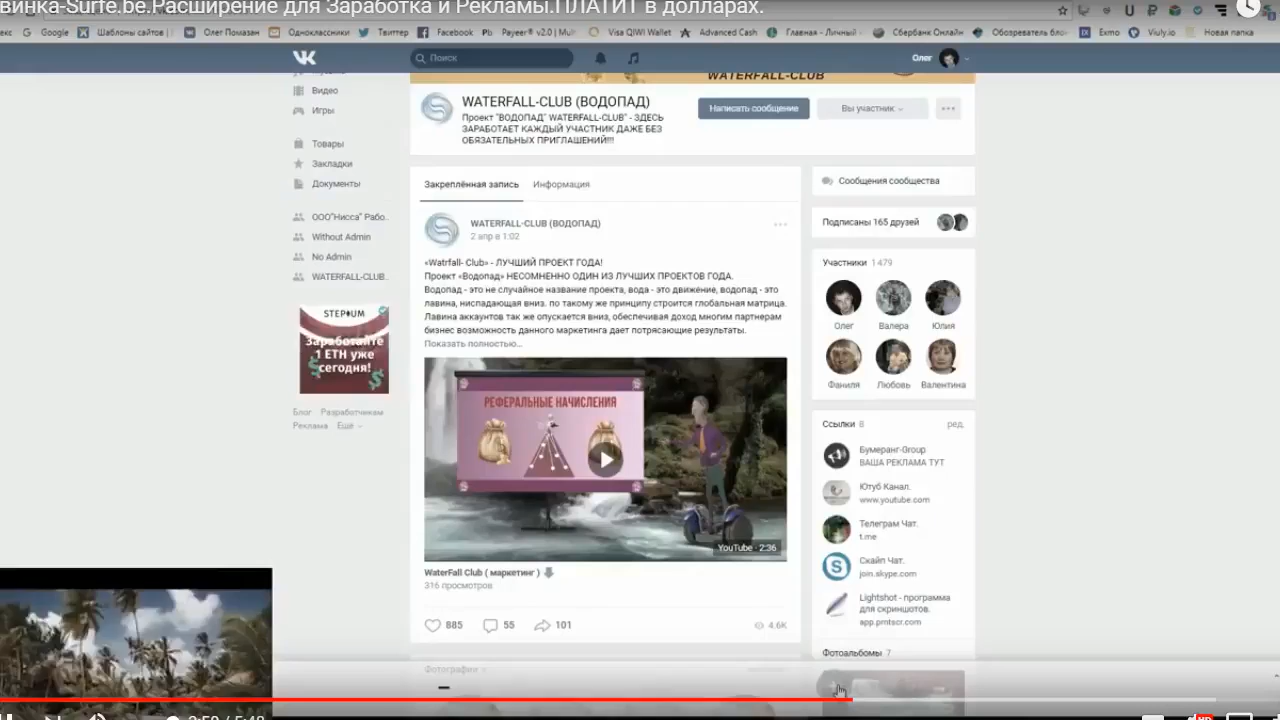 винка-Surfe.be.Расширение для Заработка и Рекламы.ПЛАТИТ в долларах.
Google
Шаблоны сайтов |
Олег Помазан
Одноклассники
Твиттер
Facebook
Payeer® v2.0 | Mul
Visa QIWI Wallet
Advanced Cash
Главная - Личный
Сбербанк Онлайн
Обозреватель бло
Exmo
Viuly.io
Новая папка
Поиск
Олег
Видео
Игры
Товары
Закладки
Документы
ООО"Нисса" Рабо..
Without Admin
No Admin
WATERFALL-CLUB..
STEPIUM
Заработайте
1 ETH уже
сегодня!
Блог Разработчикам
Реклама Ещё
WATERFALL-CLUB
WATERFALL-CLUB (ВОДОПАД)
Проект "ВОДОПАД" WATERFALL-CLUB" - ЗДЕСЬ
ЗАРАБОТАЕТ КАЖДЫЙ УЧАСТНИК ДАЖЕ БЕЗ
ОБЯЗАТЕЛЬНЫХ ПРИГЛАШЕНИЙ!!!!
Написать сообщение
Вы участник
Закреплённая запись Информация
WATERFALL-CLUB (ВОДОПАД)
2 апр в 1:02
«Watrfall- Club» - ЛУЧШИЙ ПРОЕКТ ГОДА!
Проект «Водопад» НЕСОМНЕННО ОДИН ИЗ ЛУЧШИХ ПРОЕКТОВ ГОДА.
Водопад - это не случайное название проекта, вода - это движение, водопад - это
лавина, ниспадающая вниз. по такому же принципу строится глобальная матрица.
Лавина аккаунтов так же опускается вниз, обеспечивая доход многим партнерам
бизнес возможность данного маркетинга дает потрясающие результаты.
Показать полностью...
РЕФЕРАЛЬНЫЕ НАЧИСЛЕНИЯ
YouTube · 2:36
WaterFall Club ( маркетинг )
316 просмотров
885
55
101
4.6K
Фотографии
Сообщения сообщества
Подписаны 165 друзей
Участники 1 479
Олег Валера Юлия
Фаниля Любовь Валентина
Ссылки 8 ред.
Бумеранг-Group
ВАША РЕКЛАМА ТУТ
Ютуб Канал.
www.youtube.com
Телеграм Чат.
t.me
Скайп Чат.
join.skype.com
Lightshot - программа
для скриншотов.
app.prntscr.com
Фотоальбомы 7
HD